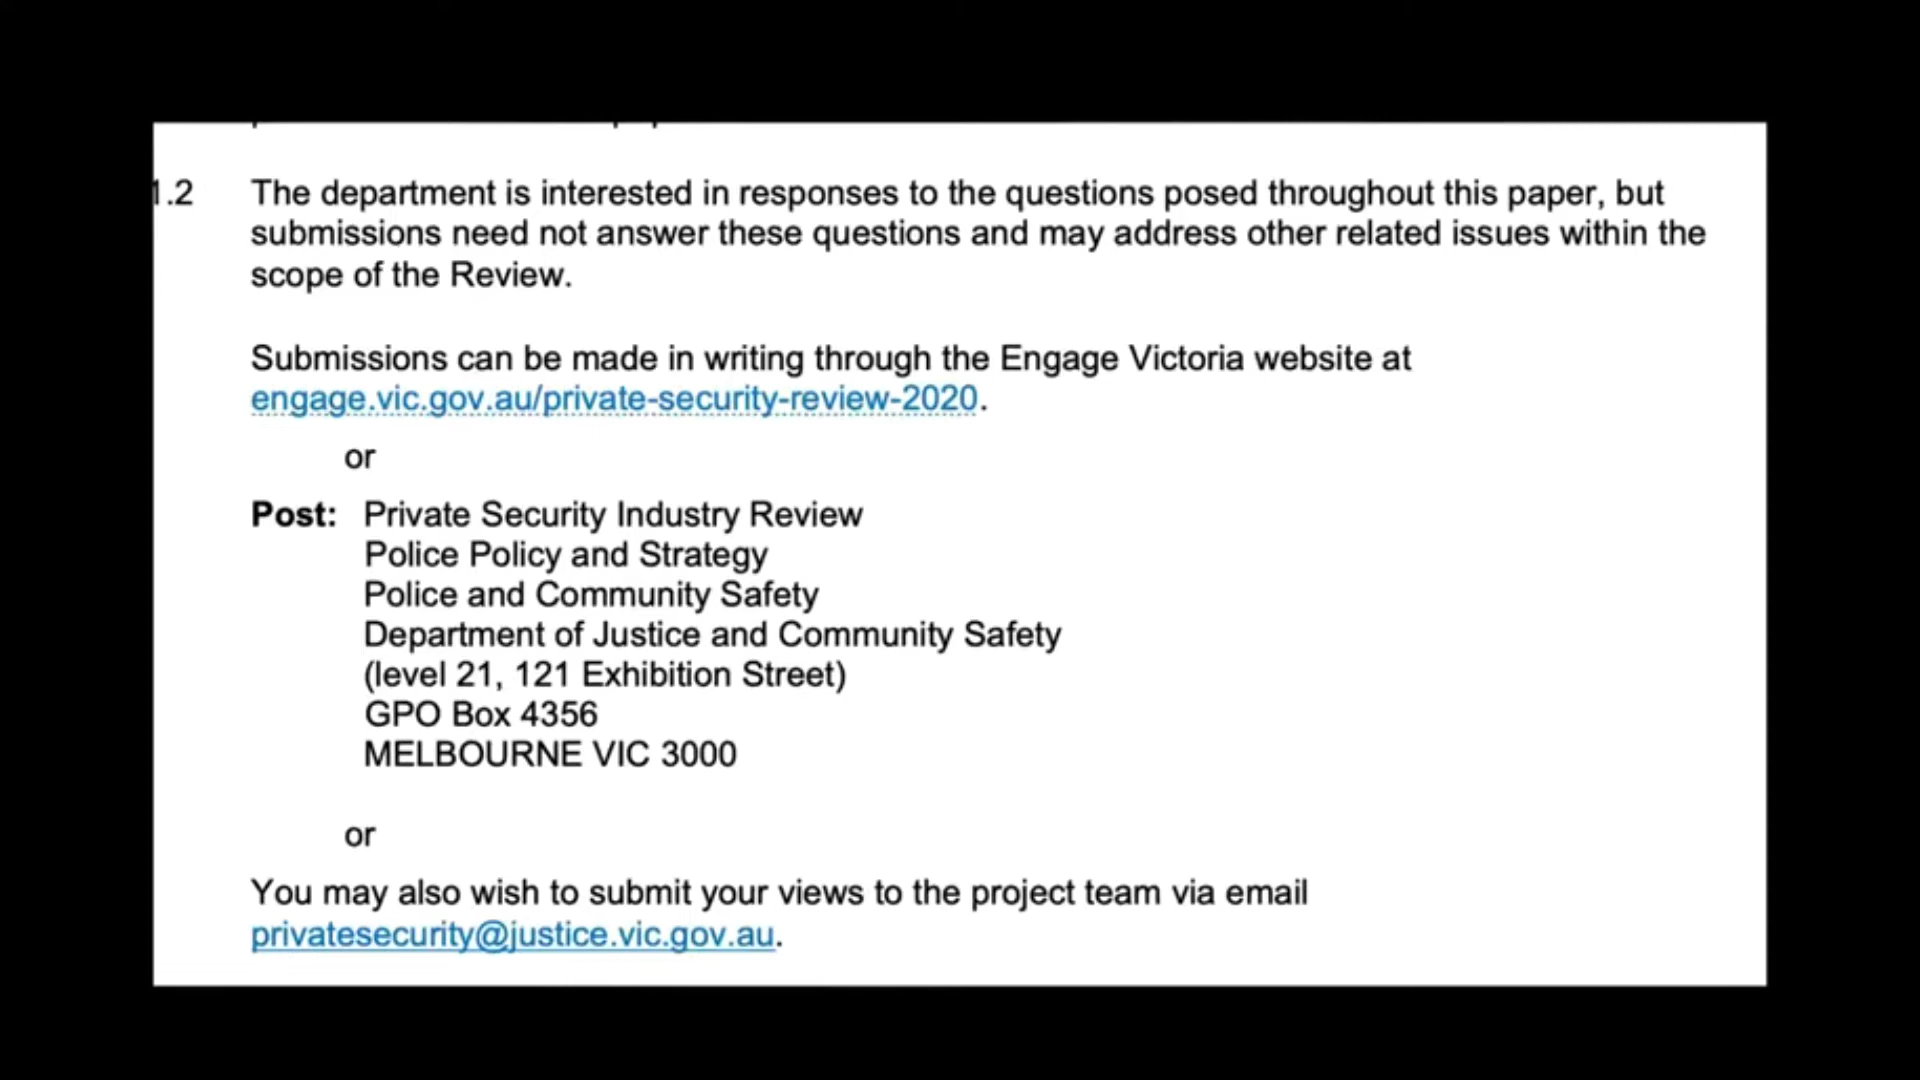 1.2 The department is interested in responses to the questions posed throughout this paper, but
submissions need not answer these questions and may address other related issues within the
scope of the Review.
Submissions can be made in writing through the Engage Victoria website at
engage.vic.gov.au/private-security-review-2020.
or
Post: Private Security Industry Review
Police Policy and Strategy
Police and Community Safety
Department of Justice and Community Safety
(level 21, 121 Exhibition Street)
GPO Box 4356
MELBOURNE VIC 3000
or
You may also wish to submit your views to the project team via email
privatesecurity@justice.vic.gov.au.